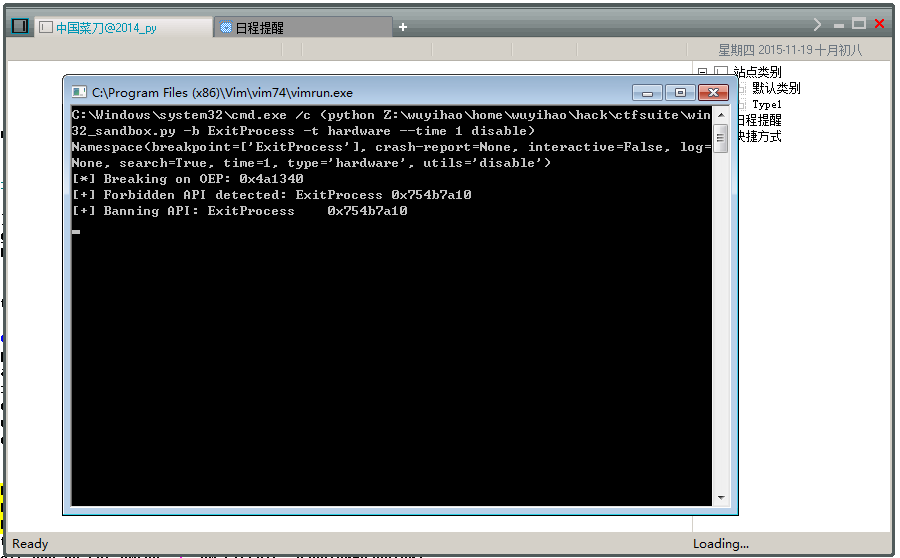 中国菜刀@2014_py
日程提醒
星期四 2015-11-19 十月初八
站点类别
默认类别
Type1
日程提醒
快捷方式
C:\Program Files (x86)\Vim\vim74\vimrun.exe
C:\Windows\system32\cmd.exe /c (python Z:\wuyihao\home\wuyihao\hack\ctfsuite\win
32_sandbox.py -b ExitProcess -t hardware --time 1 disable)
Namespace(breakpoint=['ExitProcess'], crash-report=None, interactive=False, log=
None, search=True, time=1, type='hardware', utils='disable')
[*] Breaking on OEP: 0x4a1340
[+] Forbidden API detected: ExitProcess 0x754b7a10
[+] Banning API: ExitProcess    0x754b7a10
Ready
Loading...